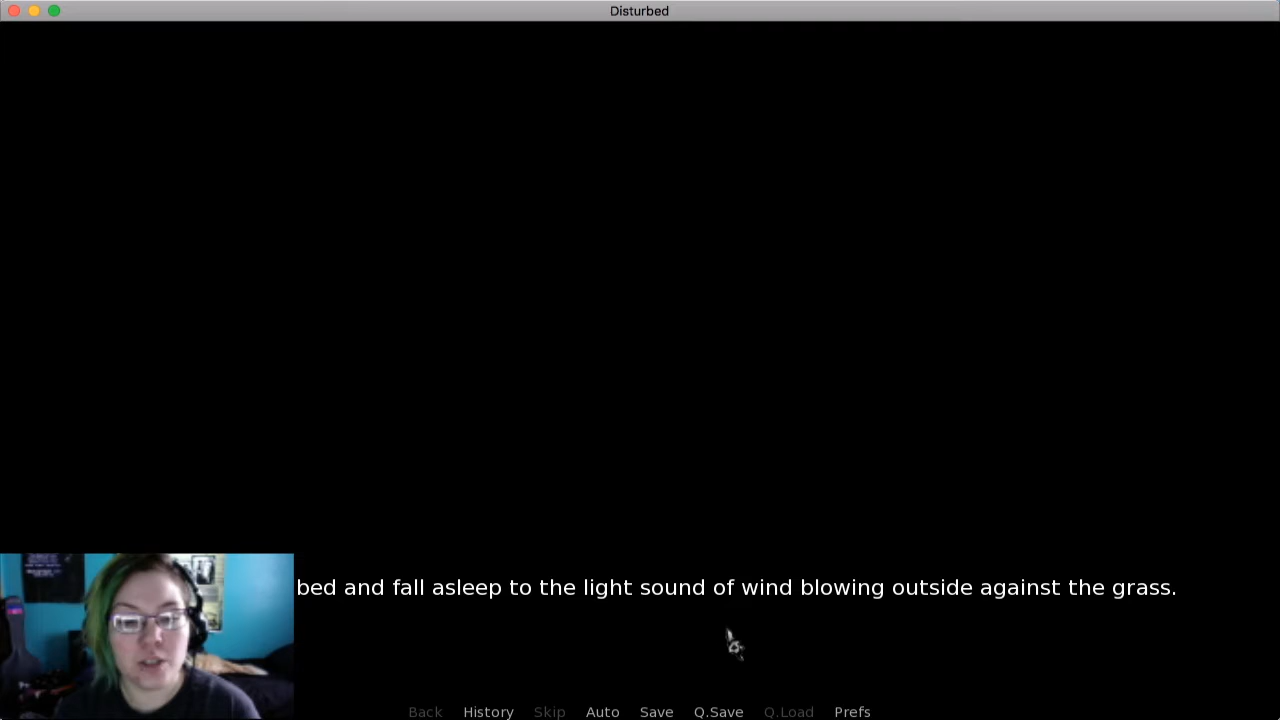 Disturbed
bed and fall asleep to the light sound of wind blowing outside against the grass.
Back History Skip Auto Save Q.Save Q.Load Prefs